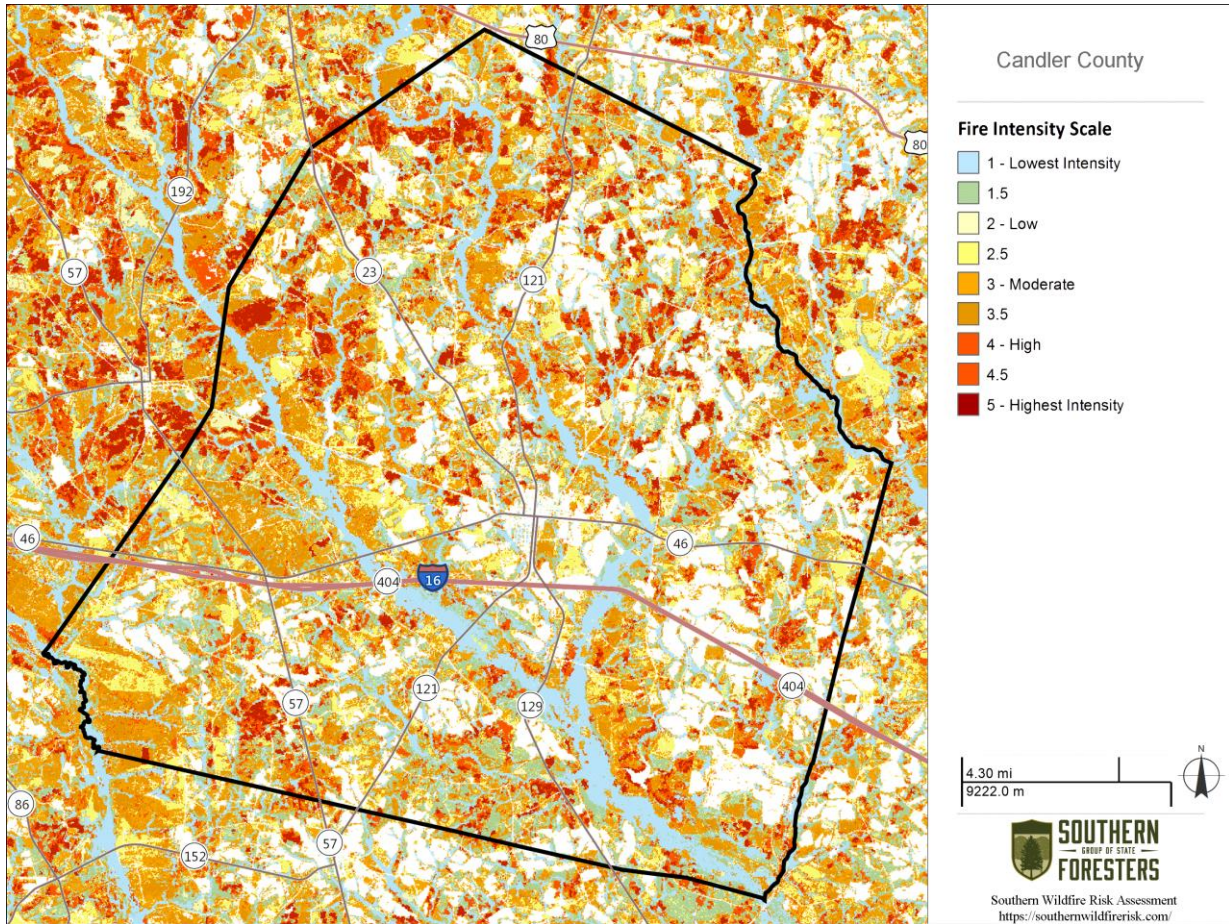 Candler County
Fire Intensity Scale
1 - Lowest Intensity
1.5
2 - Low
2.5
3 - Moderate
3.5
4 - High
4.5
5 - Highest Intensity
80
80
192
57
23
121
46
404
16
46
57
121
129
404
86
152
57
4.30 mi
9222.0 m
N
SOUTHERN
GROUP OF STATE
FORESTERS
Southern Wildfire Risk Assessment
https://southernwildfirerisk.com/